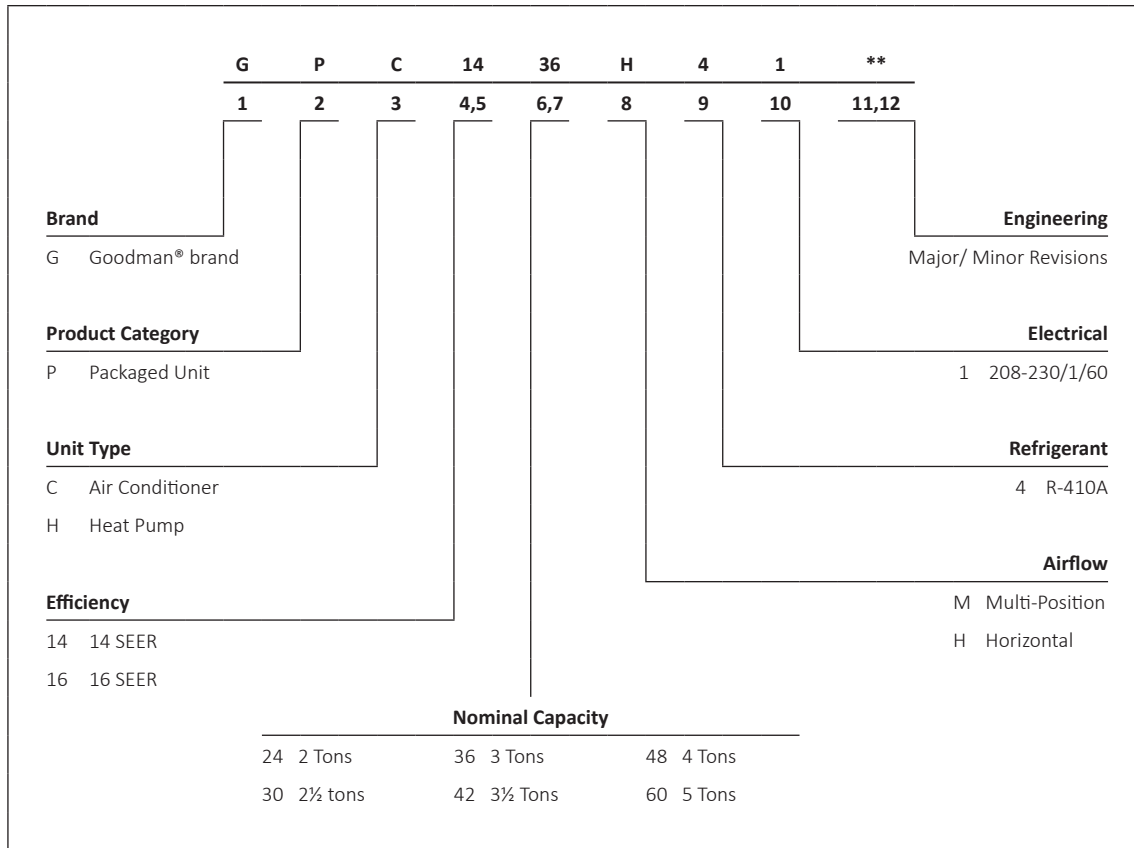 G P C 14 36 H 4 1 **
1 2 3 4,5 6,7 8 9 10 11,12
Brand
G Goodman® brand
Engineering
Major/ Minor Revisions
Product Category
P Packaged Unit
Electrical
1 208-230/1/60
Unit Type
C Air Conditioner
H Heat Pump
Refrigerant
4 R-410A
Efficiency
14 14 SEER
16 16 SEER
Airflow
M Multi-Position
H Horizontal
Nominal Capacity
24 2 Tons 36 3 Tons 48 4 Tons
30 2½ tons 42 3½ Tons 60 5 Tons